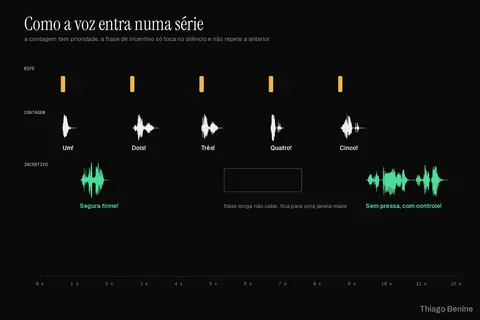 Como a voz entra numa série
a contagem tem prioridade, a frase de incentivo só toca no silêncio e não repete a anterior
BIPE
CONTAGEM
Um! Dois! Três! Quatro! Cinco!
INCENTIVO
Segura firme! frase longa não cabe: fica para uma janela maior Sem pressa, com controle!
0 s 1 s 2 s 3 s 4 s 5 s 6 s 7 s 8 s 9 s 10 s 11 s 12 s
Thiago Benine